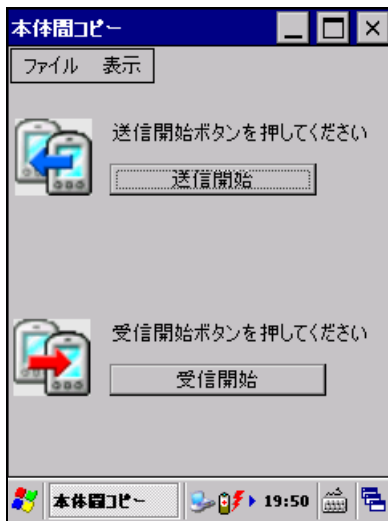 本体間コピー
ファイル 表示
送信開始ボタンを押してください
送信開始
受信開始ボタンを押してください
受信開始
本体間コピー 19:50